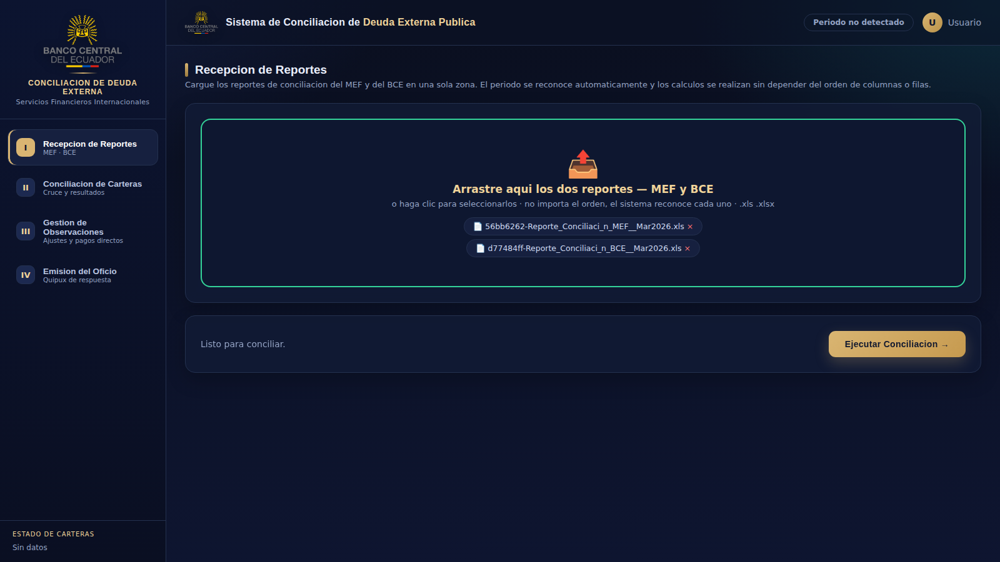 BANCO CENTRAL
DEL ECUADOR
CONCILIACION DE DEUDA
EXTERNA
Servicios Financieros Internacionales
I
Recepcion de Reportes
MEF · BCE
II
Conciliacion de Carteras
Cruce y resultados
III
Gestion de
Observaciones
Ajustes y pagos directos
IV
Emision del Oficio
Quipux de respuesta
ESTADO DE CARTERAS
Sin datos
BANCO CENTRAL
DEL ECUADOR
Sistema de Conciliacion de Deuda Externa Publica
Periodo no detectado
U
Usuario
Recepcion de Reportes
Cargue los reportes de conciliacion del MEF y del BCE en una sola zona. El periodo se reconoce automaticamente y los calculos se realizan sin depender del orden de columnas o filas.
Arrastre aqui los dos reportes — MEF y BCE
o haga clic para seleccionarlos · no importa el orden, el sistema reconoce cada uno · .xls .xlsx
56bb6262-Reporte_Conciliaci_n_MEF__Mar2026.xls ×
d77484ff-Reporte_Conciliaci_n_BCE__Mar2026.xls ×
Listo para conciliar.
Ejecutar Conciliacion →